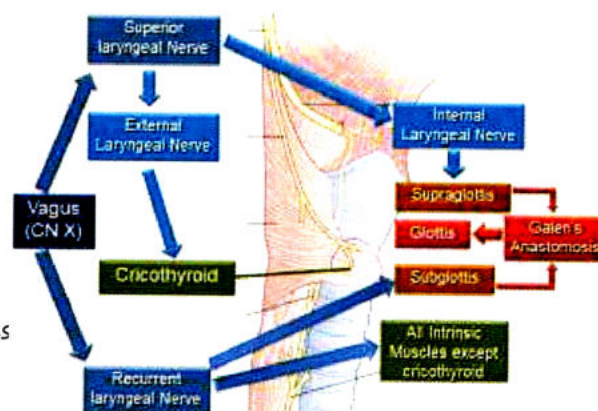 Superior
laryngeal Nerve
External
Laryngeal Nerve
Internal
Laryngeal Nerve
Vagus
(CN X)
Supraglottis
Glottis
Galen's
Anastomosis
Cricothyroid
Subglottis
All Intrinsic
Muscles except
cricothyroid
Recurrent
laryngeal Nerve